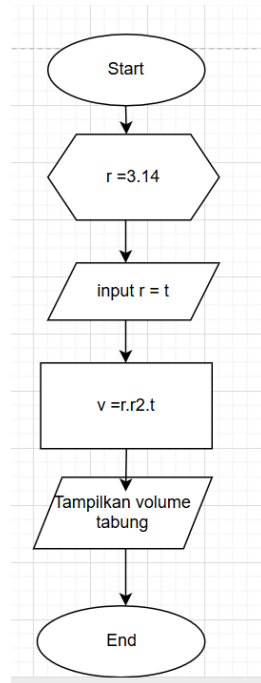 Start
r =3.14
input r = t
v =r.r2.t
Tampilkan volume
tabung
End